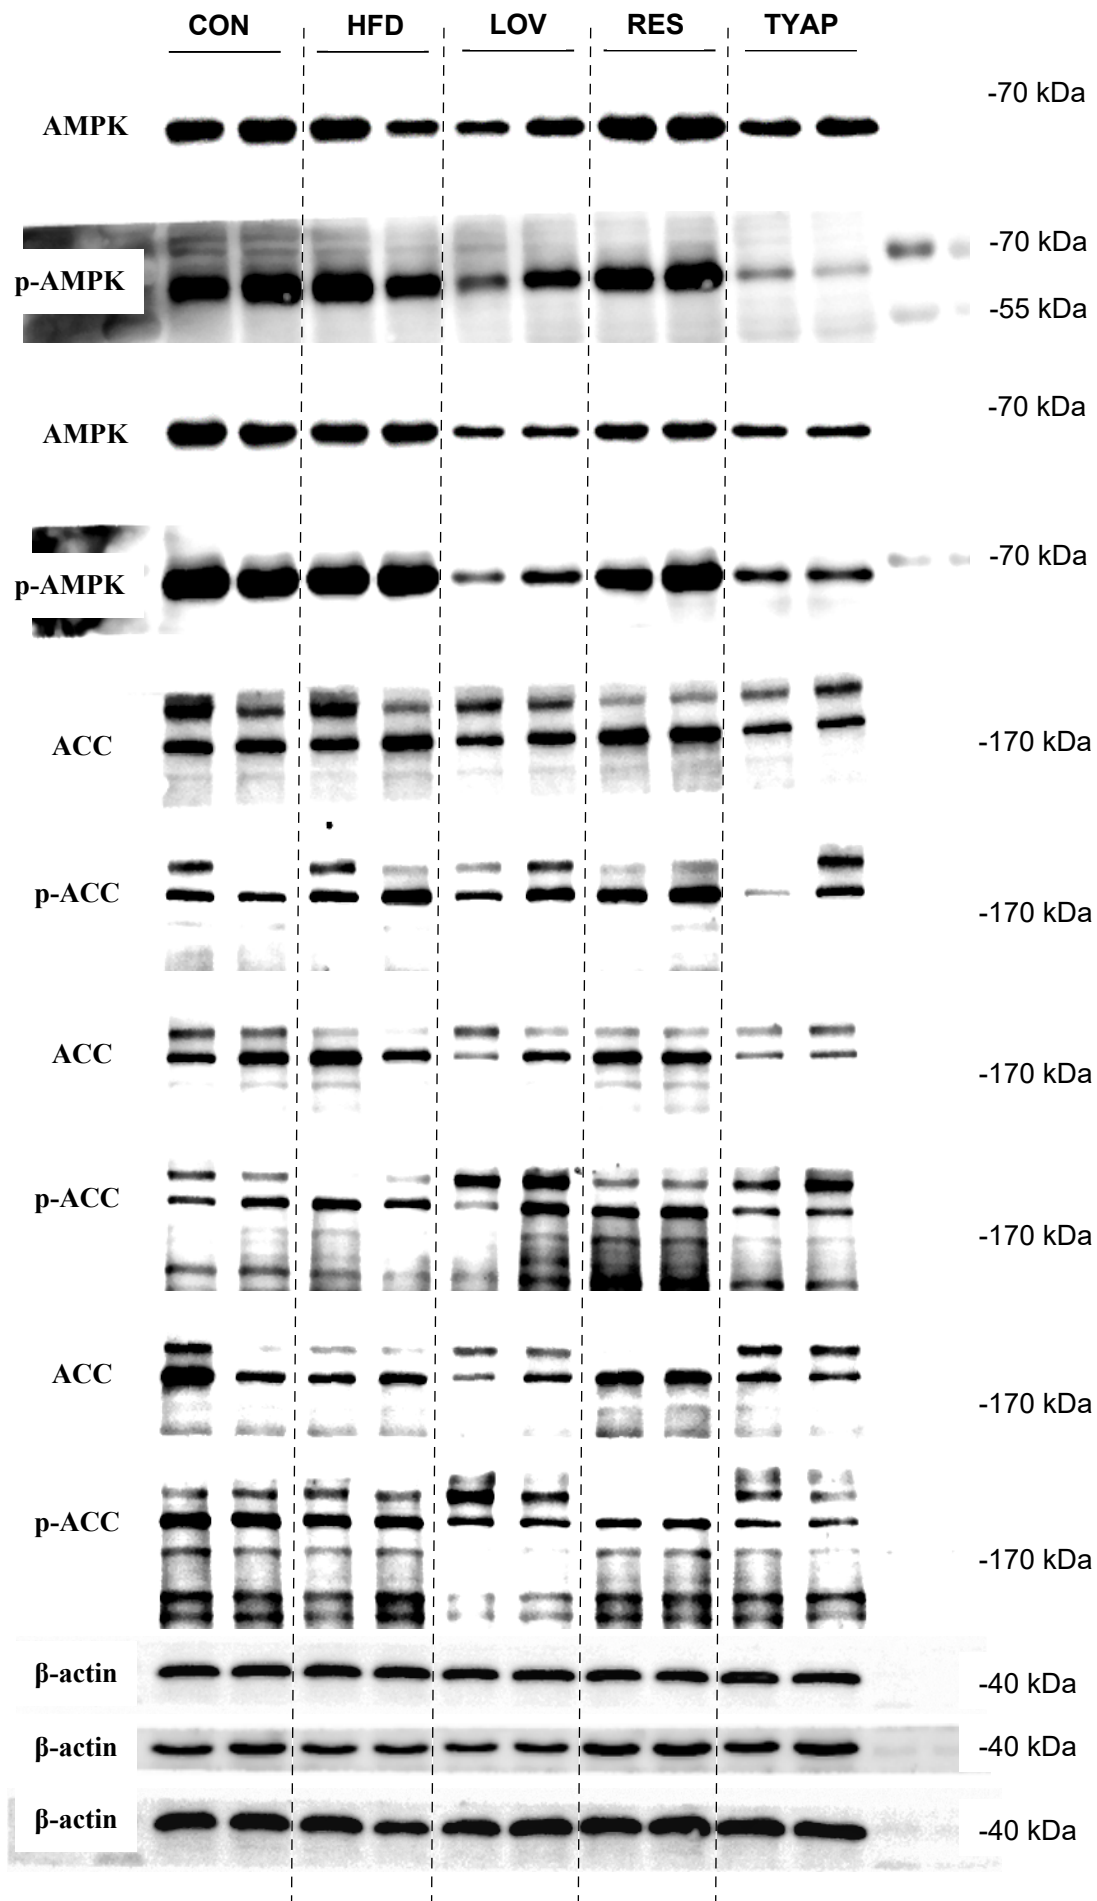 CON HFD LOV RES TYAP
-70 kDa
AMPK
-70 kDa
p-AMPK
-55 kDa
-70 kDa
AMPK
-70 kDa
p-AMPK
ACC -170 kDa
p-ACC
-170 kDa
ACC
-170 kDa
p-ACC
-170 kDa
ACC
-170 kDa
p-ACC
-170 kDa
β-actin -40 kDa
β-actin -40 kDa
β-actin -40 kDa